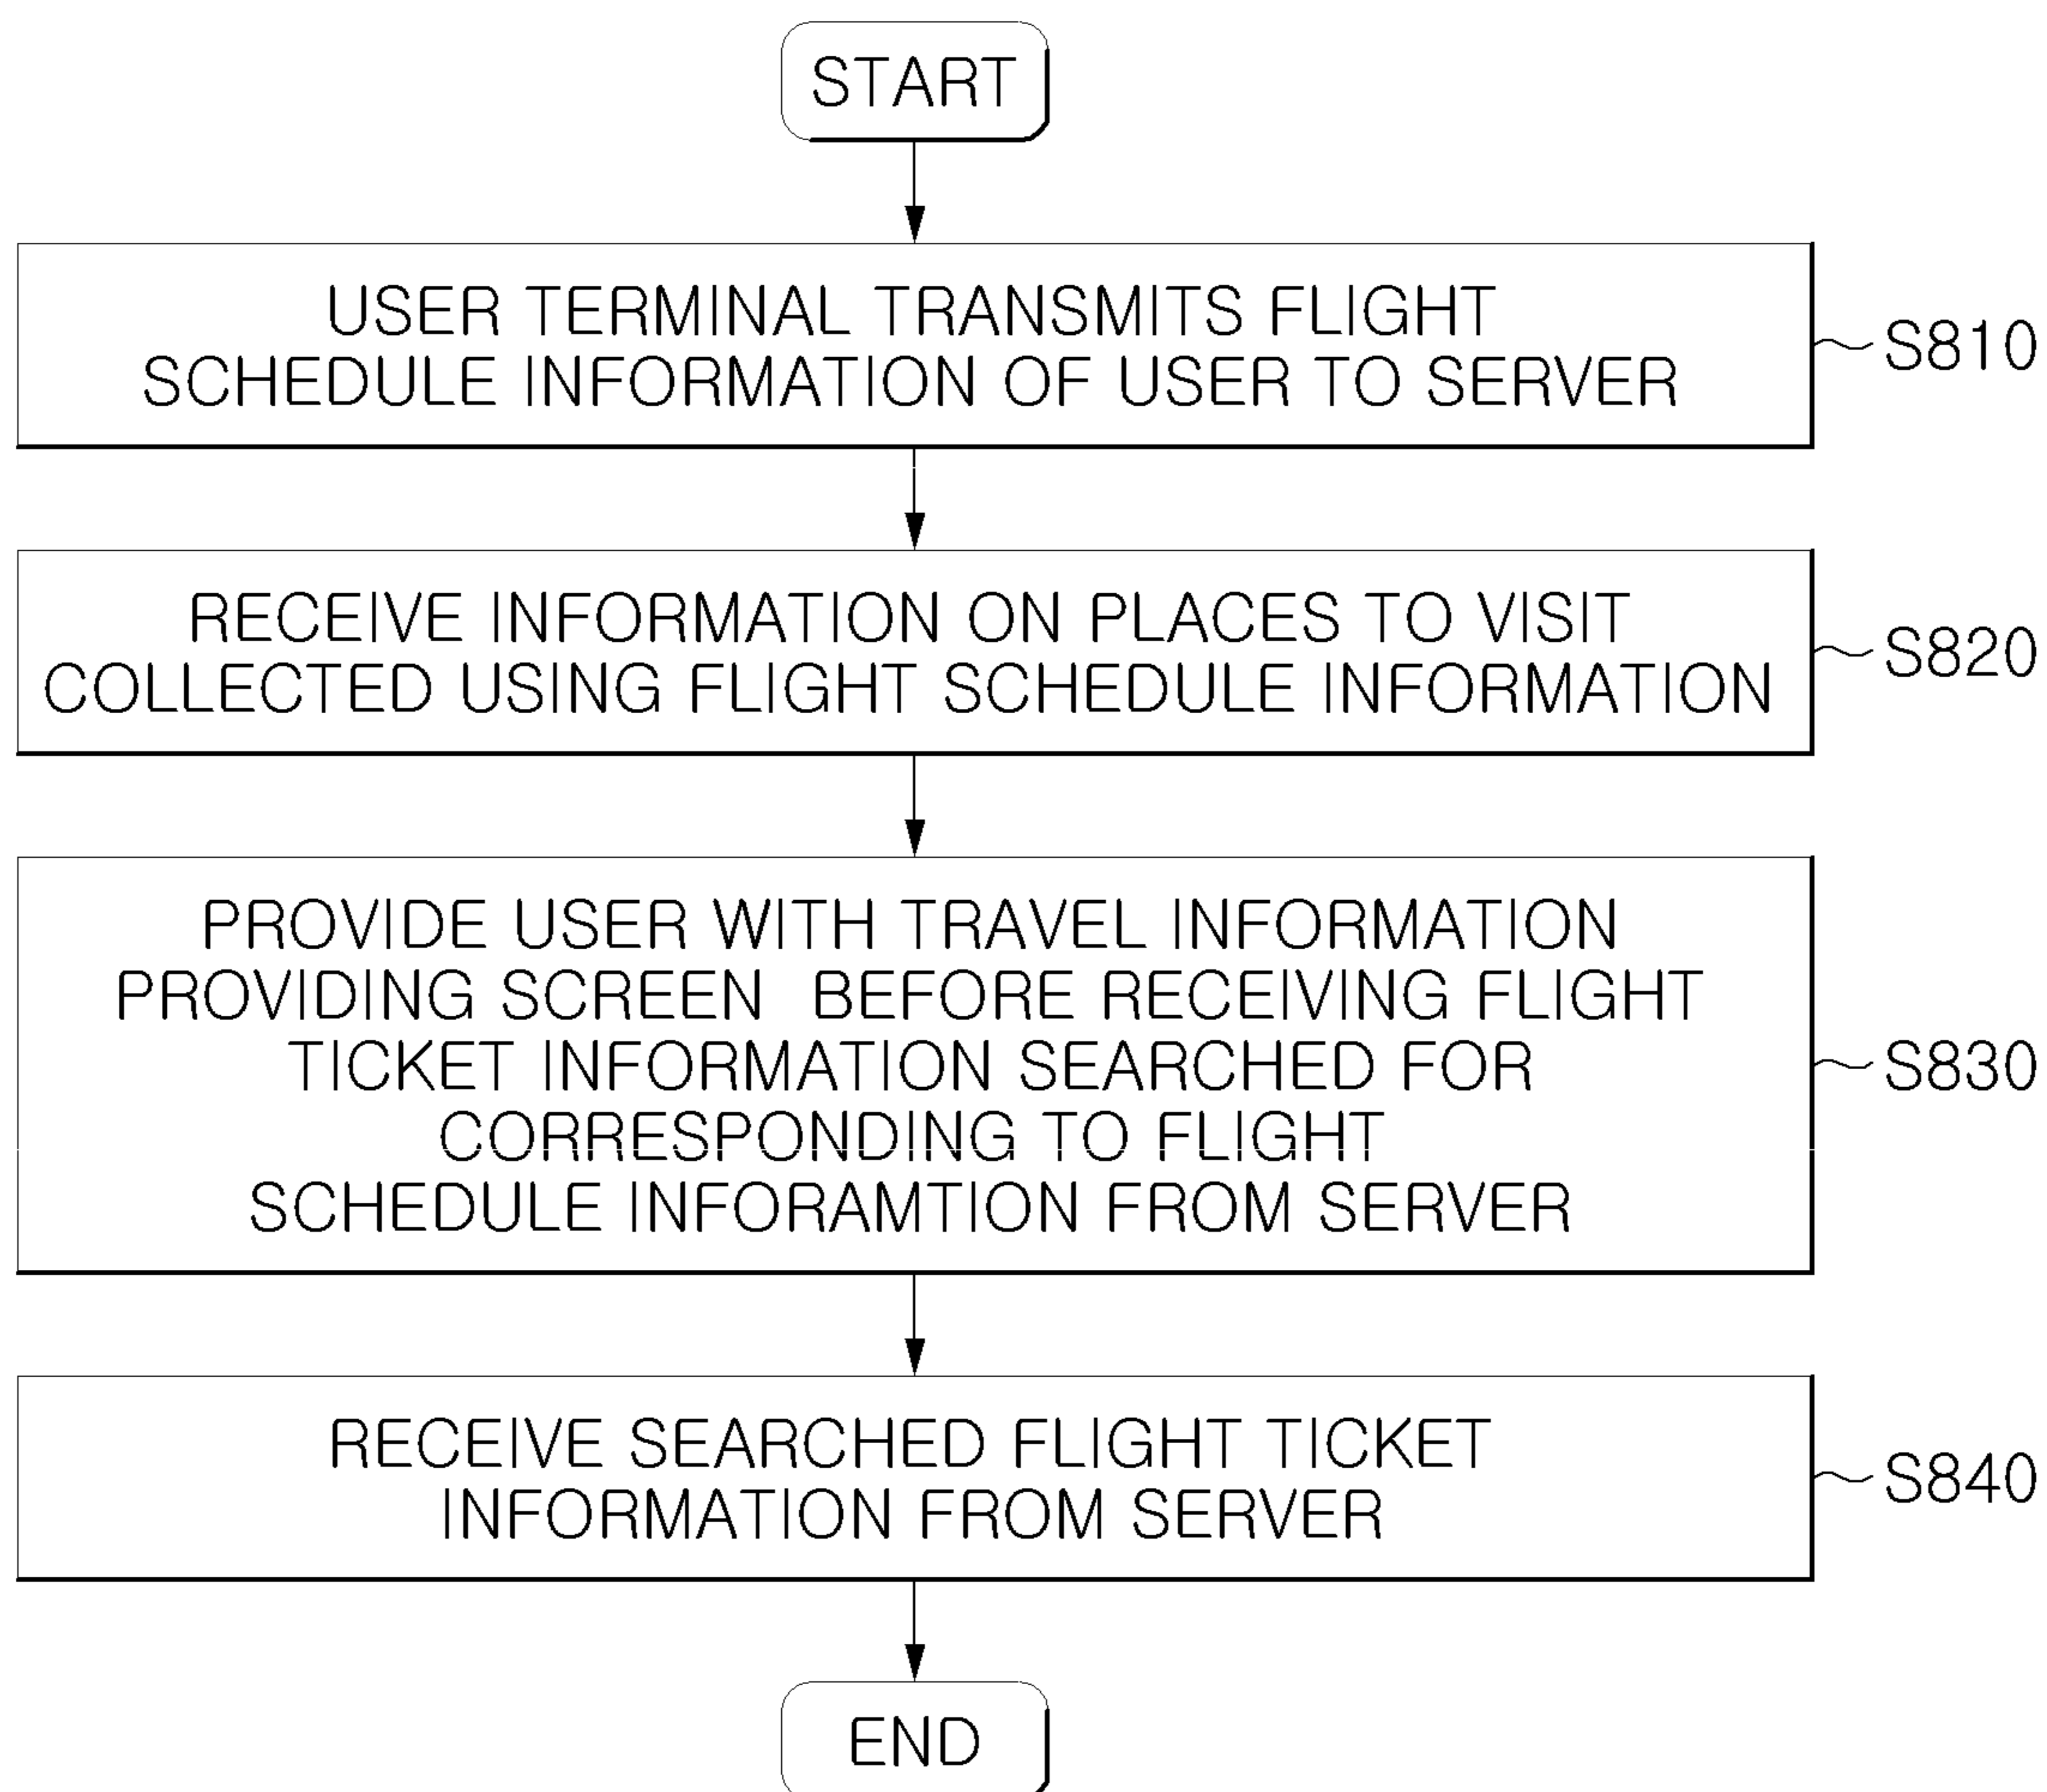 START
USER TERMINAL TRANSMITS FLIGHT
SCHEDULE INFORMATION OF USER TO SERVER
S810
RECEIVE INFORMATION ON PLACES TO VISIT
COLLECTED USING FLIGHT SCHEDULE INFORMATION
S820
PROVIDE USER WITH TRAVEL INFORMATION
PROVIDING SCREEN BEFORE RECEIVING FLIGHT
TICKET INFORMATION SEARCHED FOR
CORRESPONDING TO FLIGHT
SCHEDULE INFORAMTION FROM SERVER
S830
RECEIVE SEARCHED FLIGHT TICKET
INFORMATION FROM SERVER
S840
END